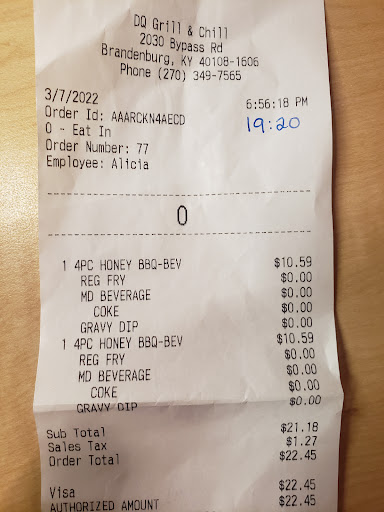 DQ Grill & Chill
2030 Bypass Rd
Brandenburg, KY 40108-1606
Phone (270) 349-7565
3/7/2022 6:56:18 PM
Order Id: AAARCKN4AECD 19:20
0 - Eat In
Order Number: 77
Employee: Alicia
0
1 4PC HONEY BBQ-BEV $10.59
REG FRY $0.00
MD BEVERAGE $0.00
COKE $0.00
GRAVY DIP $0.00
1 4PC HONEY BBQ-BEV $10.59
REG FRY $0.00
MD BEVERAGE $0.00
COKE $0.00
GRAVY DIP $0.00
Sub Total $21.18
Sales Tax $1.27
Order Total $22.45
Visa $22.45
AUTHORIZED AMOUNT $22.45